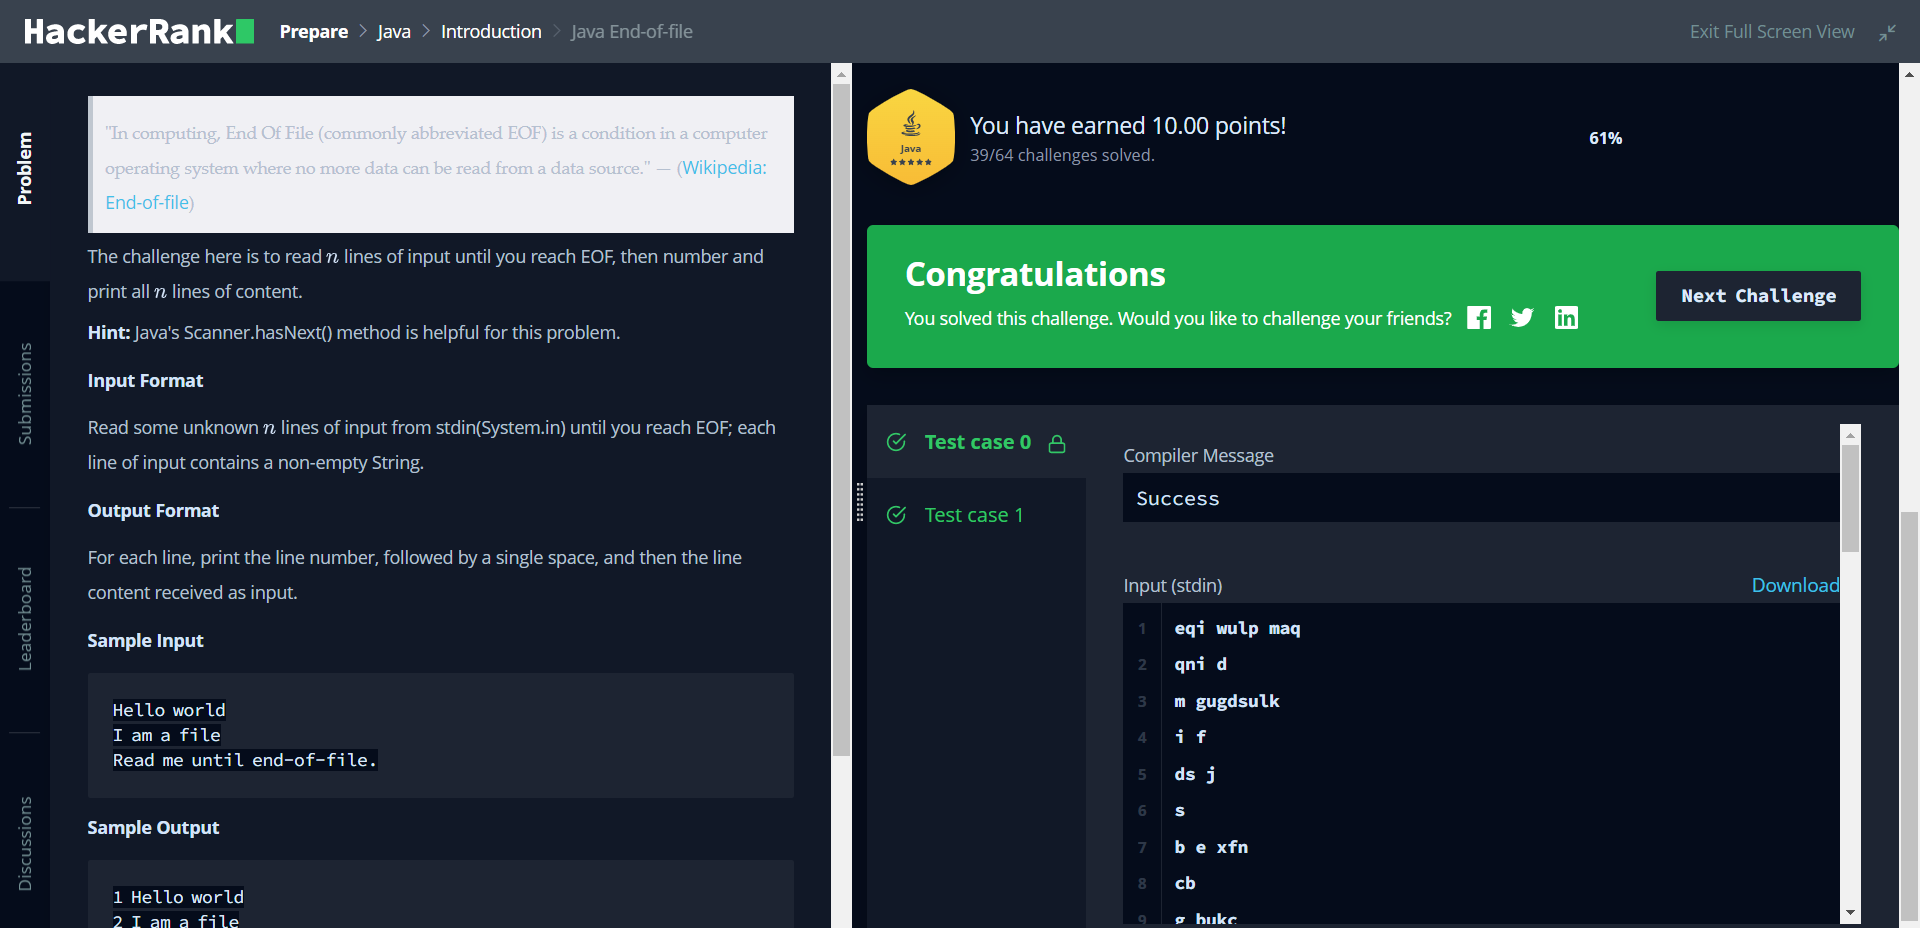 HackerRank
Prepare > Java > Introduction > Java End-of-file
Exit Full Screen View
Problem
Submissions
Leaderboard
Discussions
"In computing, End Of File (commonly abbreviated EOF) is a condition in a computer
operating system where no more data can be read from a data source." — (Wikipedia:
End-of-file)
The challenge here is to read n lines of input until you reach EOF, then number and
print all n lines of content.
Hint: Java's Scanner.hasNext() method is helpful for this problem.
Input Format
Read some unknown n lines of input from stdin(System.in) until you reach EOF; each
line of input contains a non-empty String.
Output Format
For each line, print the line number, followed by a single space, and then the line
content received as input.
Sample Input
Hello world
I am a file
Read me until end-of-file.
Sample Output
1 Hello world
2 I am a file
Java
You have earned 10.00 points!
39/64 challenges solved.
61%
Congratulations
You solved this challenge. Would you like to challenge your friends?
Next Challenge
Test case 0
Test case 1
Compiler Message
Success
Input (stdin)
Download
1 eqi wulp maq
2 qni d
3 m gugdsulk
4 i f
5 ds j
6 s
7 b e xfn
8 cb
9 g bukc